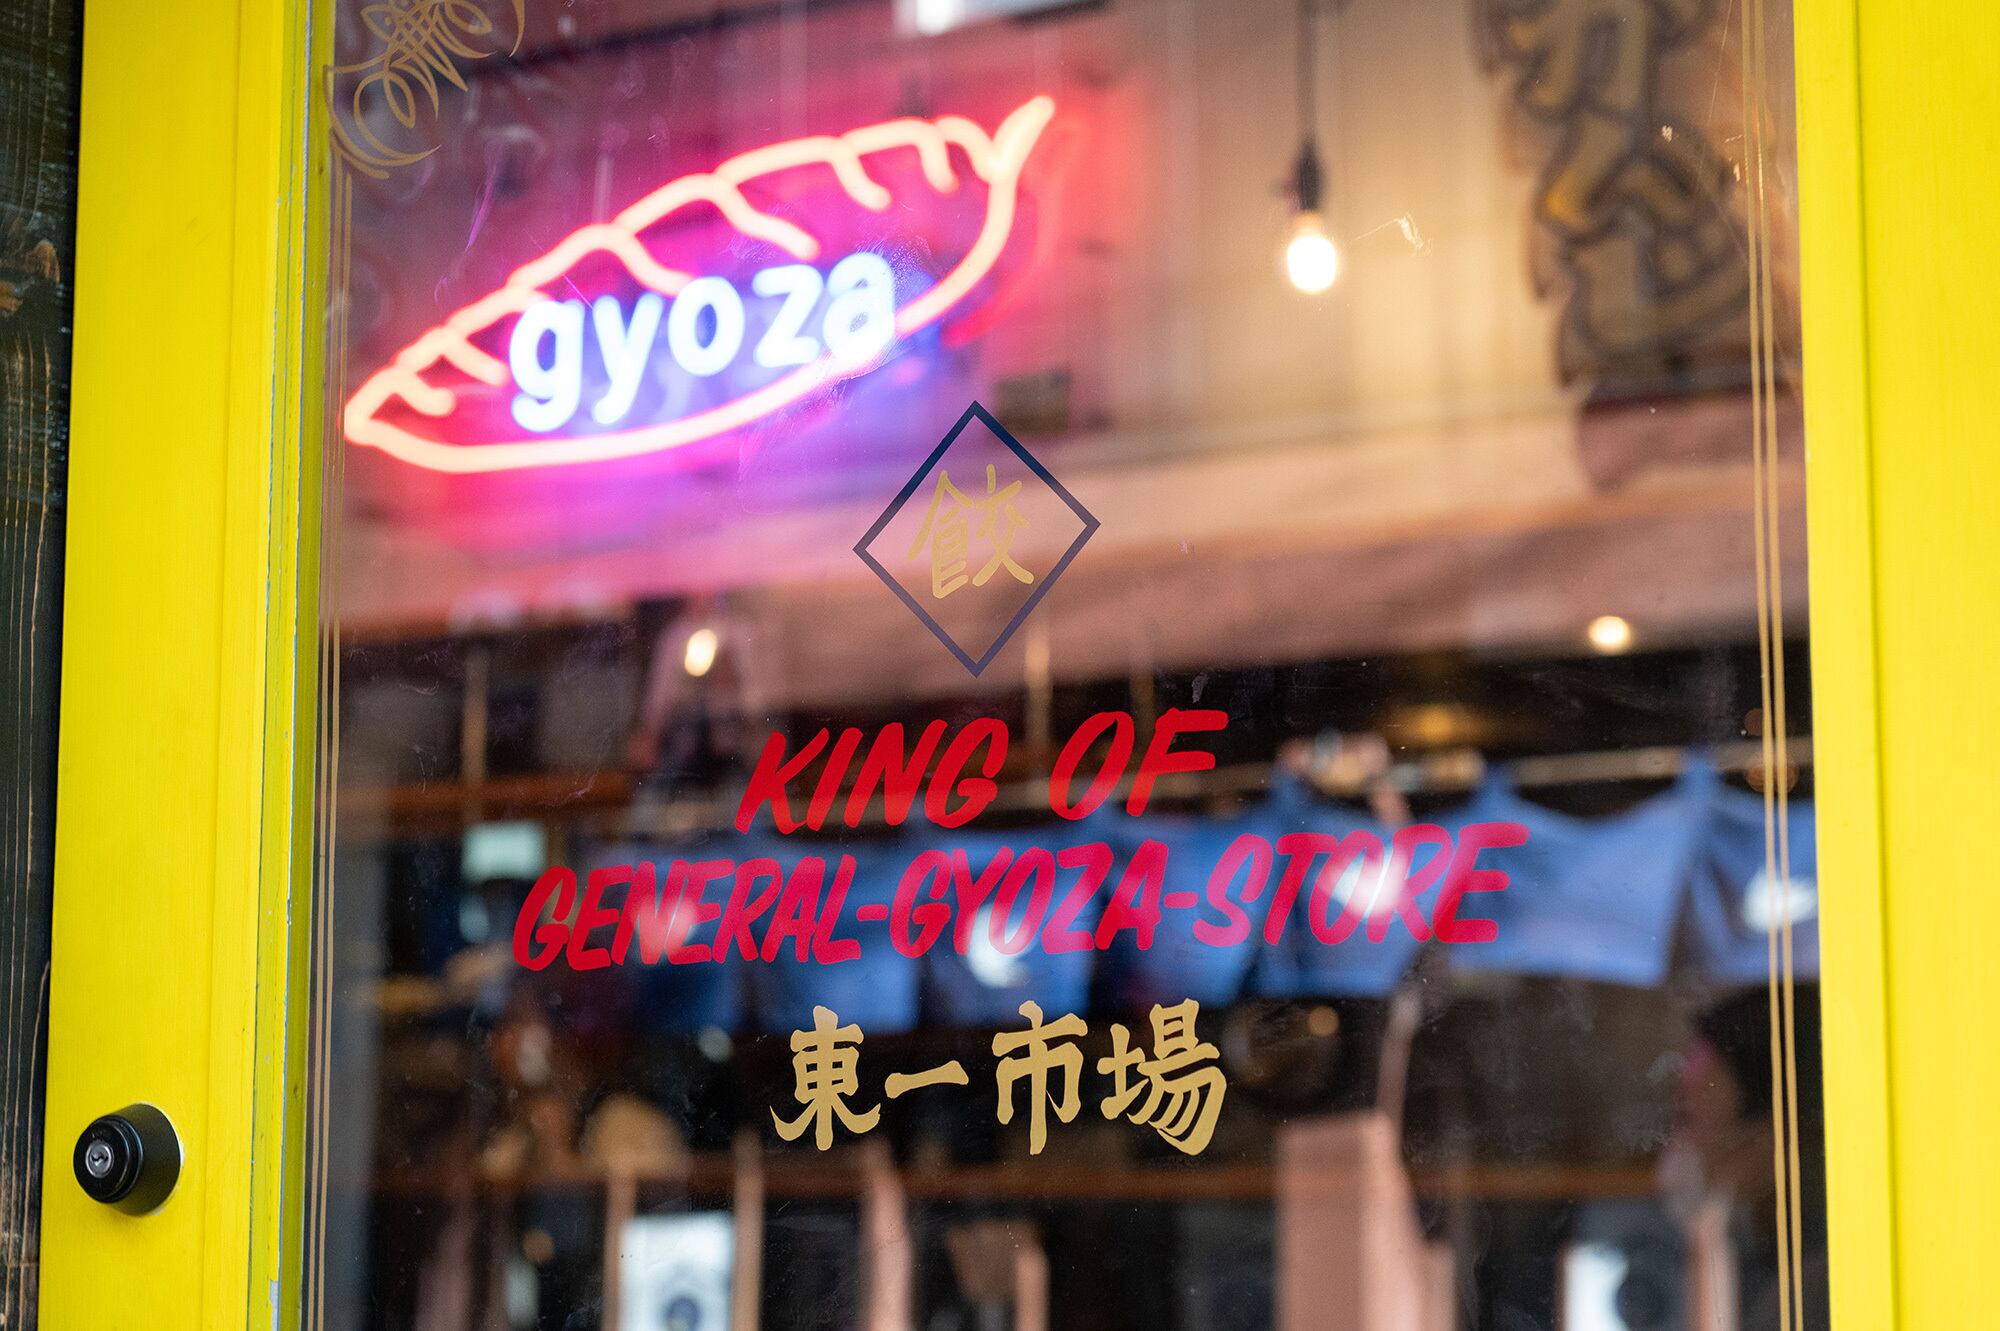 gyoza
餃
KING OF
GENERAL-GYOZA-STORE
東一市場